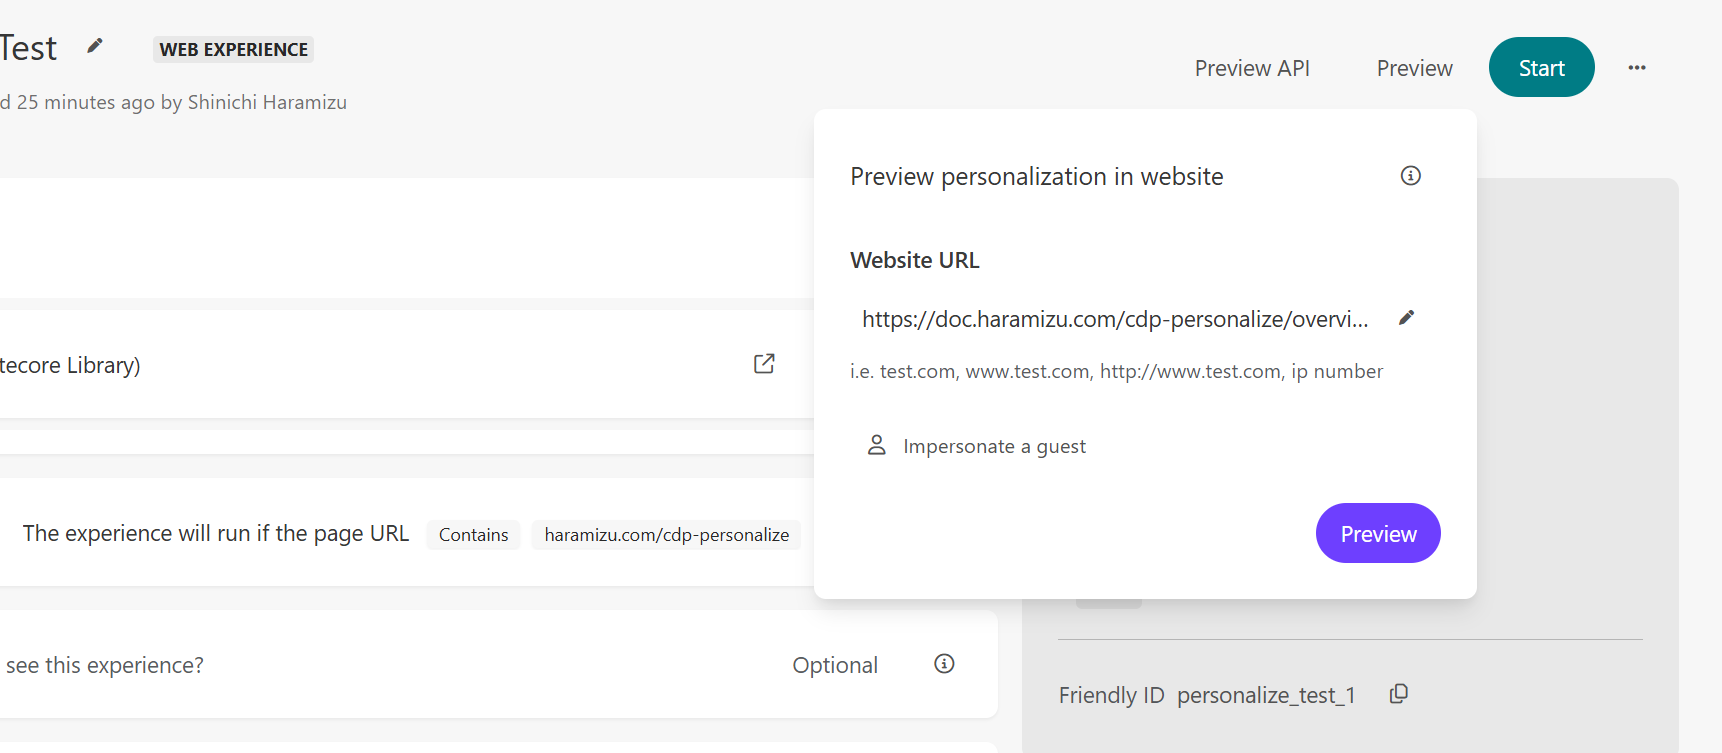 Test
WEB EXPERIENCE
Preview API
Preview
Start
d 25 minutes ago by Shinichi Haramizu
Preview personalization in website
Website URL
https://doc.haramizu.com/cdp-personalize/overvi...
i.e. test.com, www.test.com, http://www.test.com, ip number
Impersonate a guest
Preview
tecore Library)
The experience will run if the page URL Contains haramizu.com/cdp-personalize
see this experience?
Optional
Friendly ID personalize_test_1